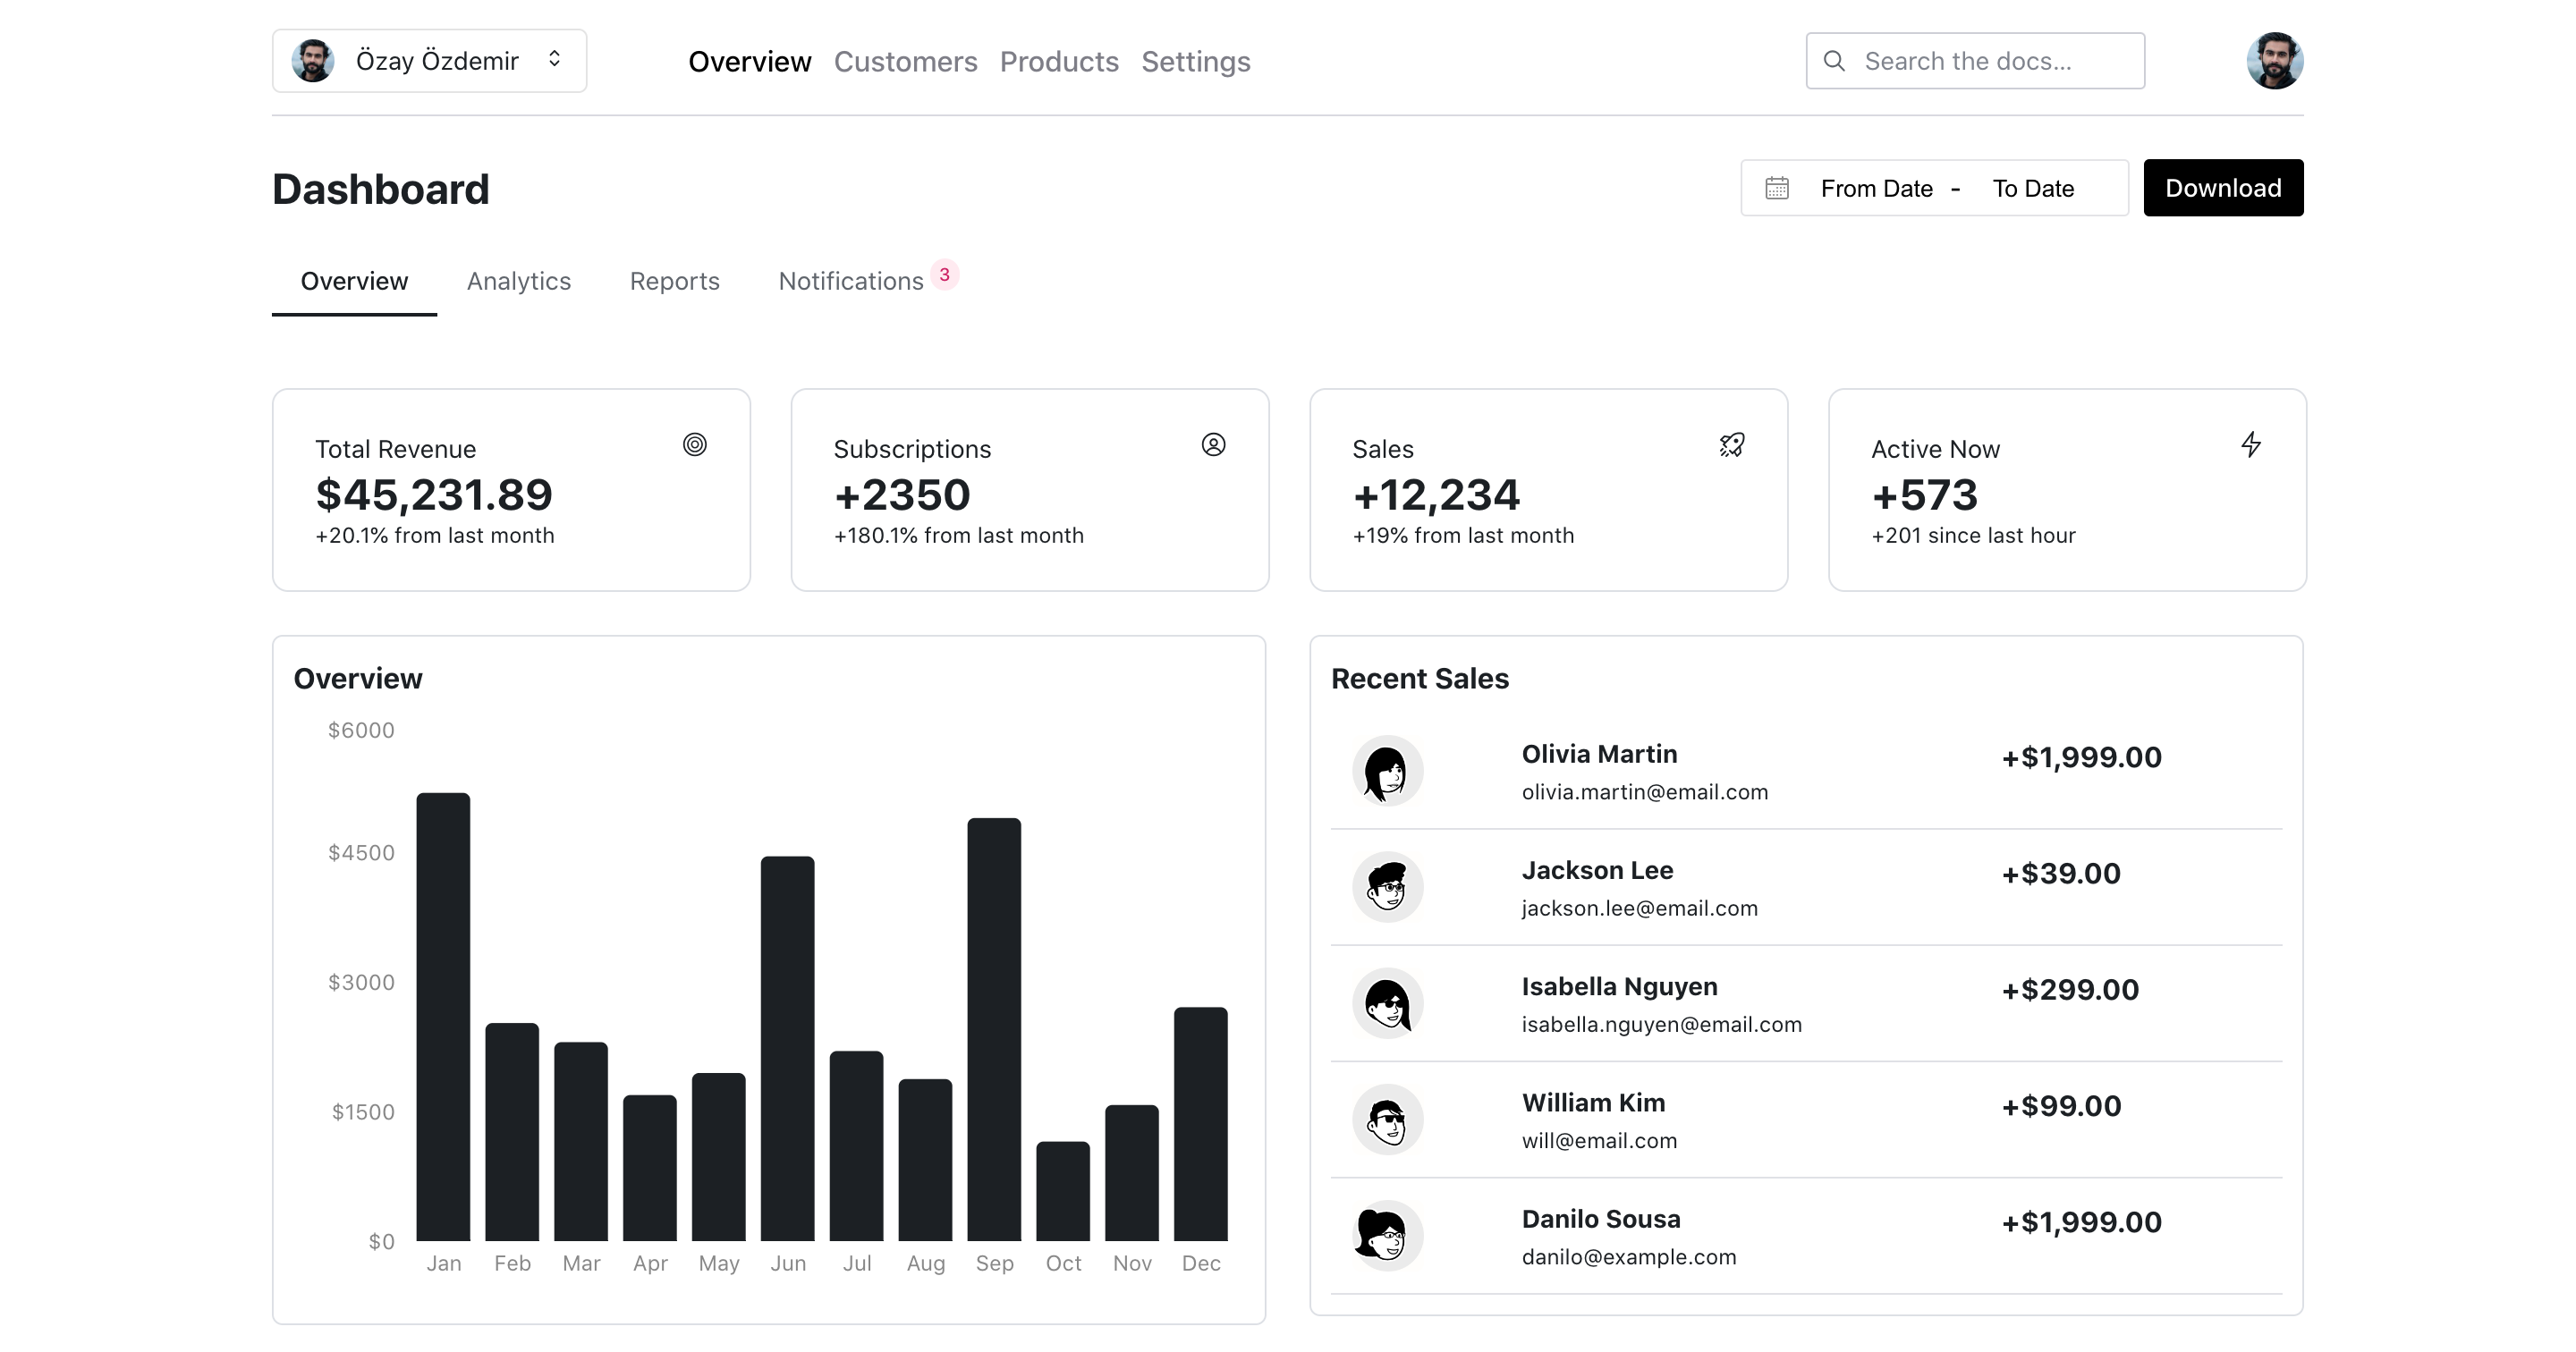 Özay Özdemir
Overview Customers Products Settings
Search the docs...
Dashboard
From Date - To Date
Download
Overview Analytics Reports Notifications 3
Total Revenue
$45,231.89
+20.1% from last month
Subscriptions
+2350
+180.1% from last month
Sales
+12,234
+19% from last month
Active Now
+573
+201 since last hour
Overview
$6000
$4500
$3000
$1500
$0
Jan Feb Mar Apr May Jun Jul Aug Sep Oct Nov Dec
Recent Sales
Olivia Martin
olivia.martin@email.com
+$1,999.00
Jackson Lee
jackson.lee@email.com
+$39.00
Isabella Nguyen
isabella.nguyen@email.com
+$299.00
William Kim
will@email.com
+$99.00
Danilo Sousa
danilo@example.com
+$1,999.00